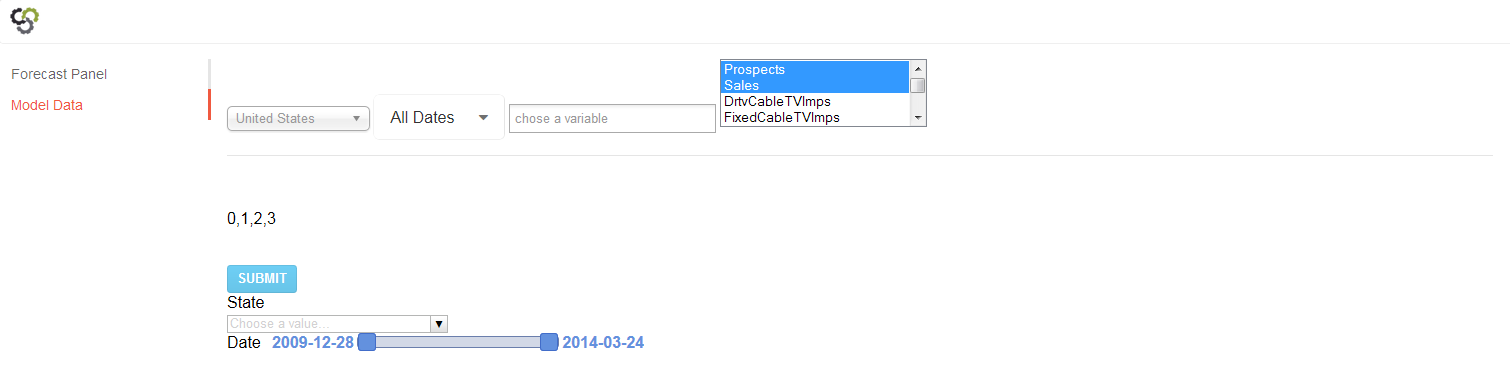 Forecast Panel
Model Data
United States
All Dates
chose a variable
Prospects
Sales
DrtvCableTVImps
FixedCableTVImps
0,1,2,3
SUBMIT
State
Choose a value...
Date 2009-12-28 2014-03-24